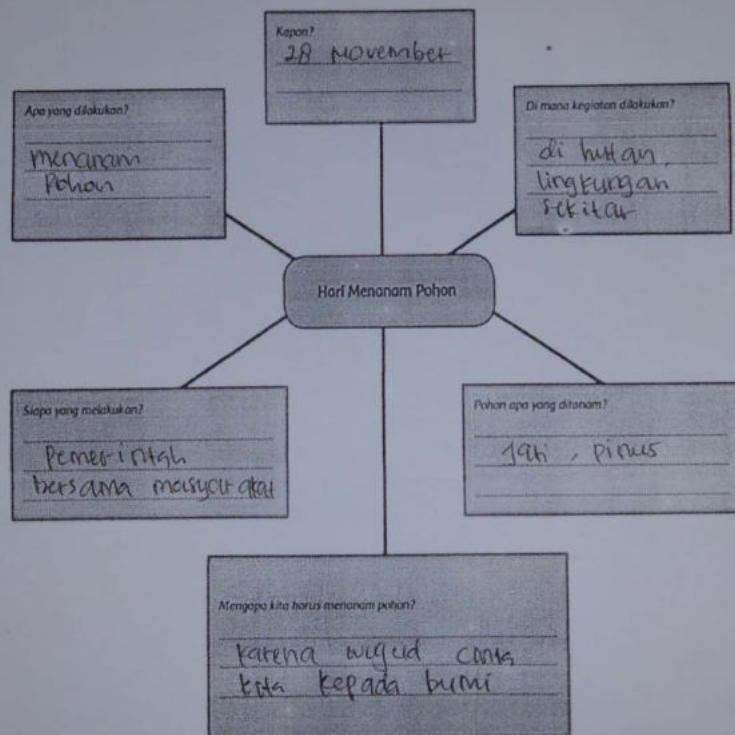 Kapan?
28 November
Apa yang dilakukan?
menanam
Pohon
Di mana kegiatan dilakukan?
di hutan,
lingkungan
sekitar
Hari Menanam Pohon
Siapa yang melakukan?
Pemerintah
bersama masyarakat
Pohon apa yang ditanam?
Jati, pinus
Mengapa kita harus menanam pohon?
karena wujud cinta
kita kepada bumi